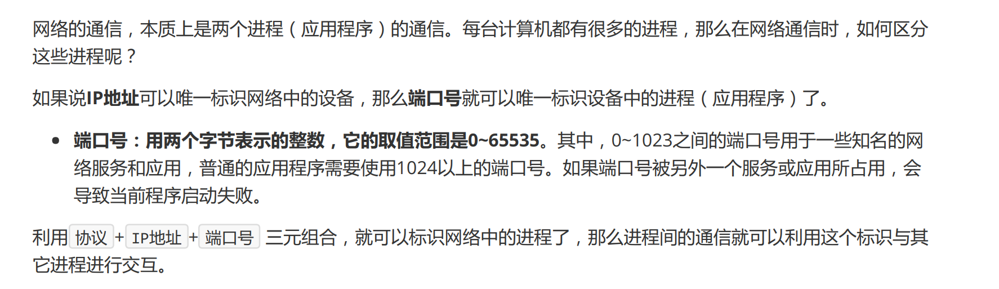 网络的通信，本质上是两个进程（应用程序）的通信。每台计算机都有很多的进程，那么在网络通信时，如何区分
这些进程呢？
如果说IP地址可以唯一标识网络中的设备，那么端口号就可以唯一标识设备中的进程（应用程序）了。
● 端口号：用两个字节表示的整数，它的取值范围是0~65535。其中，0~1023之间的端口号用于一些知名的网
络服务和应用，普通的应用程序需要使用1024以上的端口号。如果端口号被另外一个服务或应用所占用，会
导致当前程序启动失败。
利用协议+IP地址+端口号 三元组合，就可以标识网络中的进程了，那么进程间的通信就可以利用这个标识与其
它进程进行交互。